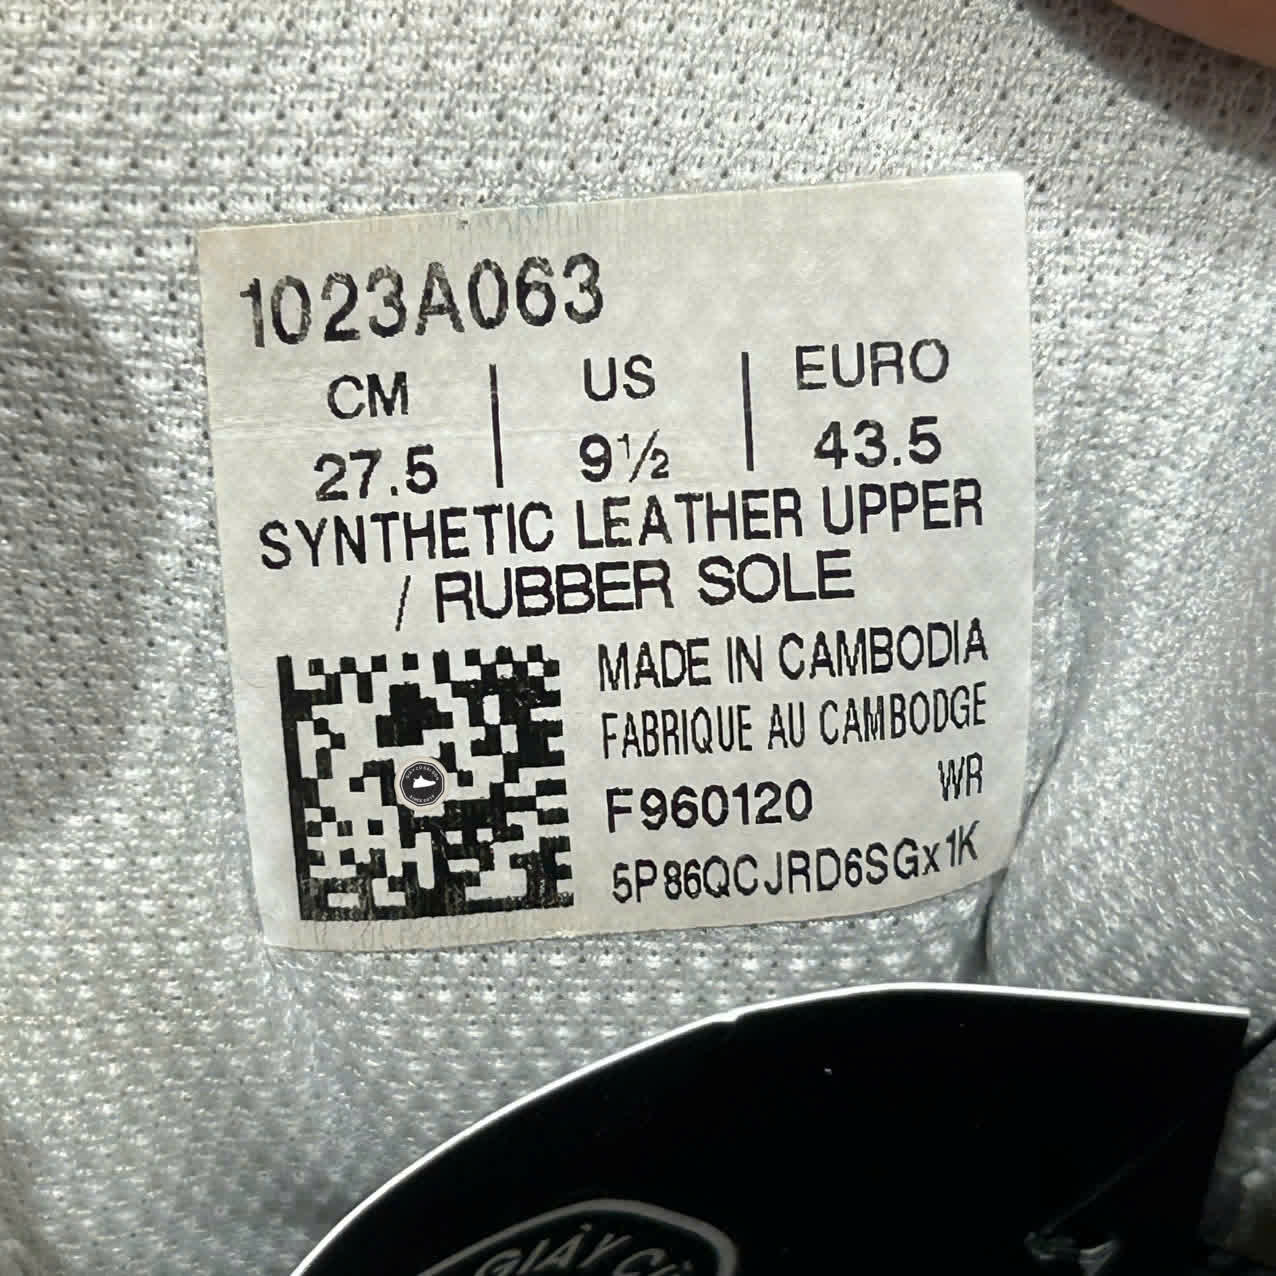 1023A063
CM | US | EURO
27.5 | 9½ | 43.5
SYNTHETIC LEATHER UPPER
/ RUBBER SOLE
MADE IN CAMBODIA
FABRIQUE AU CAMBODGE
WR
F960120
5P86QCJRD6SGx1K
GIÀY C